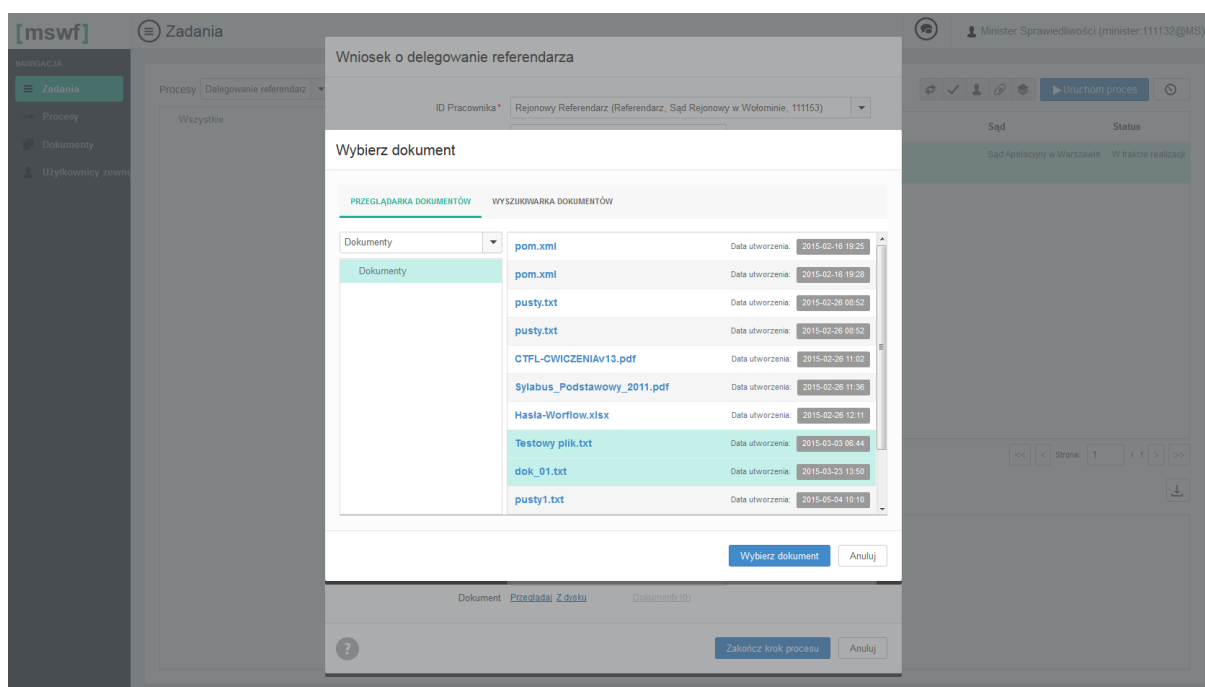 [mswf]
Zadania
Minister Sprawiedliwości (minister.111132@MS)
NAWIGACJA
Zadania
Procesy
Dokumenty
Użytkownicy zewnę
Procesy Delegowanie referendarz
Wszystkie
Uruchom proces
Sąd Status
Sąd Apelacyjny w Warszawie W trakcie realizacji
<< < Strona: 1 / 1 > >>
Wniosek o delegowanie referendarza
ID Pracownika * Rejonowy Referendarz (Referendarz, Sąd Rejonowy w Wołominie, 111153)
Wybierz dokument
PRZEGLĄDARKA DOKUMENTÓW WYSZUKIWARKA DOKUMENTÓW
Dokumenty
Dokumenty
pom.xml Data utworzenia: 2015-02-16 19:25
pom.xml Data utworzenia: 2015-02-16 19:28
pusty.txt Data utworzenia: 2015-02-26 08:52
pusty.txt Data utworzenia: 2015-02-26 08:52
CTFL-CWICZENIAv13.pdf Data utworzenia: 2015-02-26 11:02
Sylabus_Podstawowy_2011.pdf Data utworzenia: 2015-02-26 11:36
Hasła-Worflow.xlsx Data utworzenia: 2015-02-26 12:11
Testowy plik.txt Data utworzenia: 2015-03-03 06:44
dok_01.txt Data utworzenia: 2015-03-23 13:50
pusty1.txt Data utworzenia: 2015-05-04 10:10
Wybierz dokument Anuluj
Dokument Przeglądaj Z dysku Dokumenty (0)
? Zakończ krok procesu Anuluj